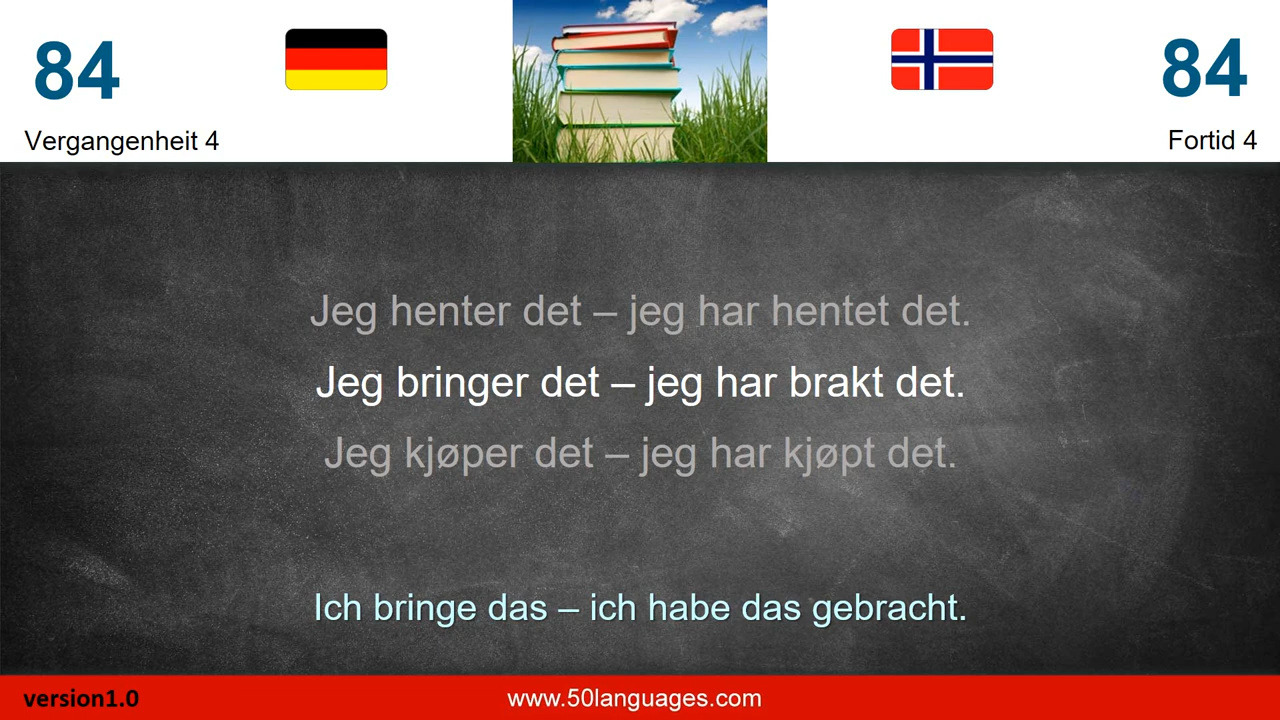 84
84
Vergangenheit 4
Fortid 4
Jeg henter det – jeg har hentet det.
Jeg bringer det – jeg har brakt det.
Jeg kjøper det – jeg har kjøpt det.
Ich bringe das – ich habe das gebracht.
version1.0
www.50languages.com